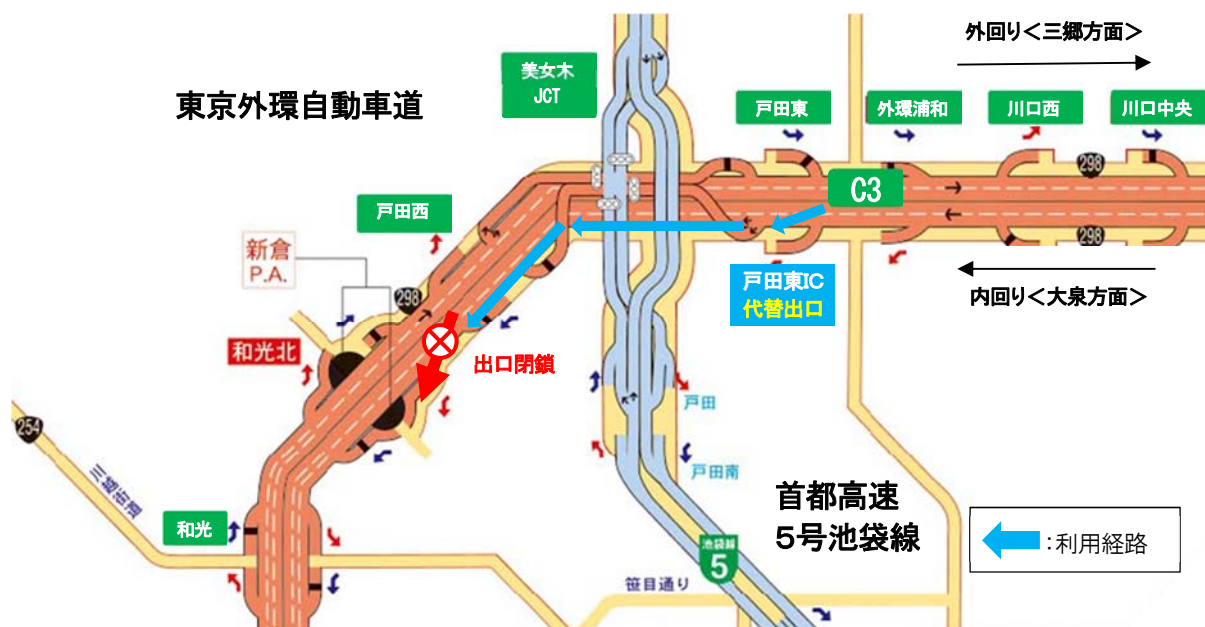 外回り<三郷方面>
美女木
JCT
東京外環自動車道
戸田東
外環浦和
川口西
川口中央
298
C3
戸田西
新倉
P.A.
298
298
戸田東IC
代替出口
内回り<大泉方面>
和光北
出口閉鎖
戸田
254
川越街道
戸田南
首都高速
5号池袋線
和光
池袋線
5
:利用経路
笹目通り